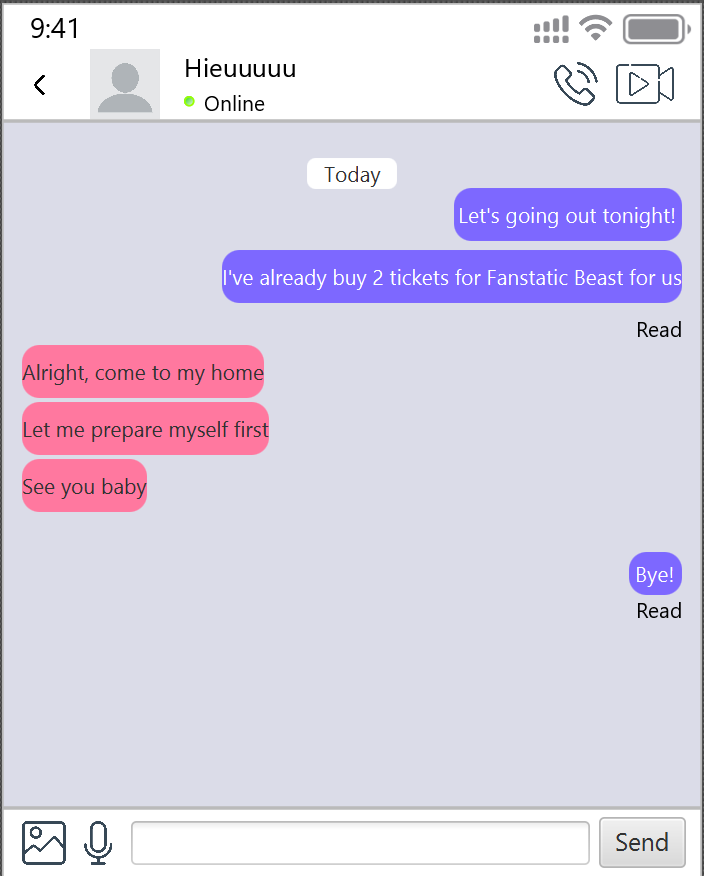 9:41
Hieuuuuu
Online
Today
Let's going out tonight!
I've already buy 2 tickets for Fanstatic Beast for us
Read
Alright, come to my home
Let me prepare myself first
See you baby
Bye!
Read
Send